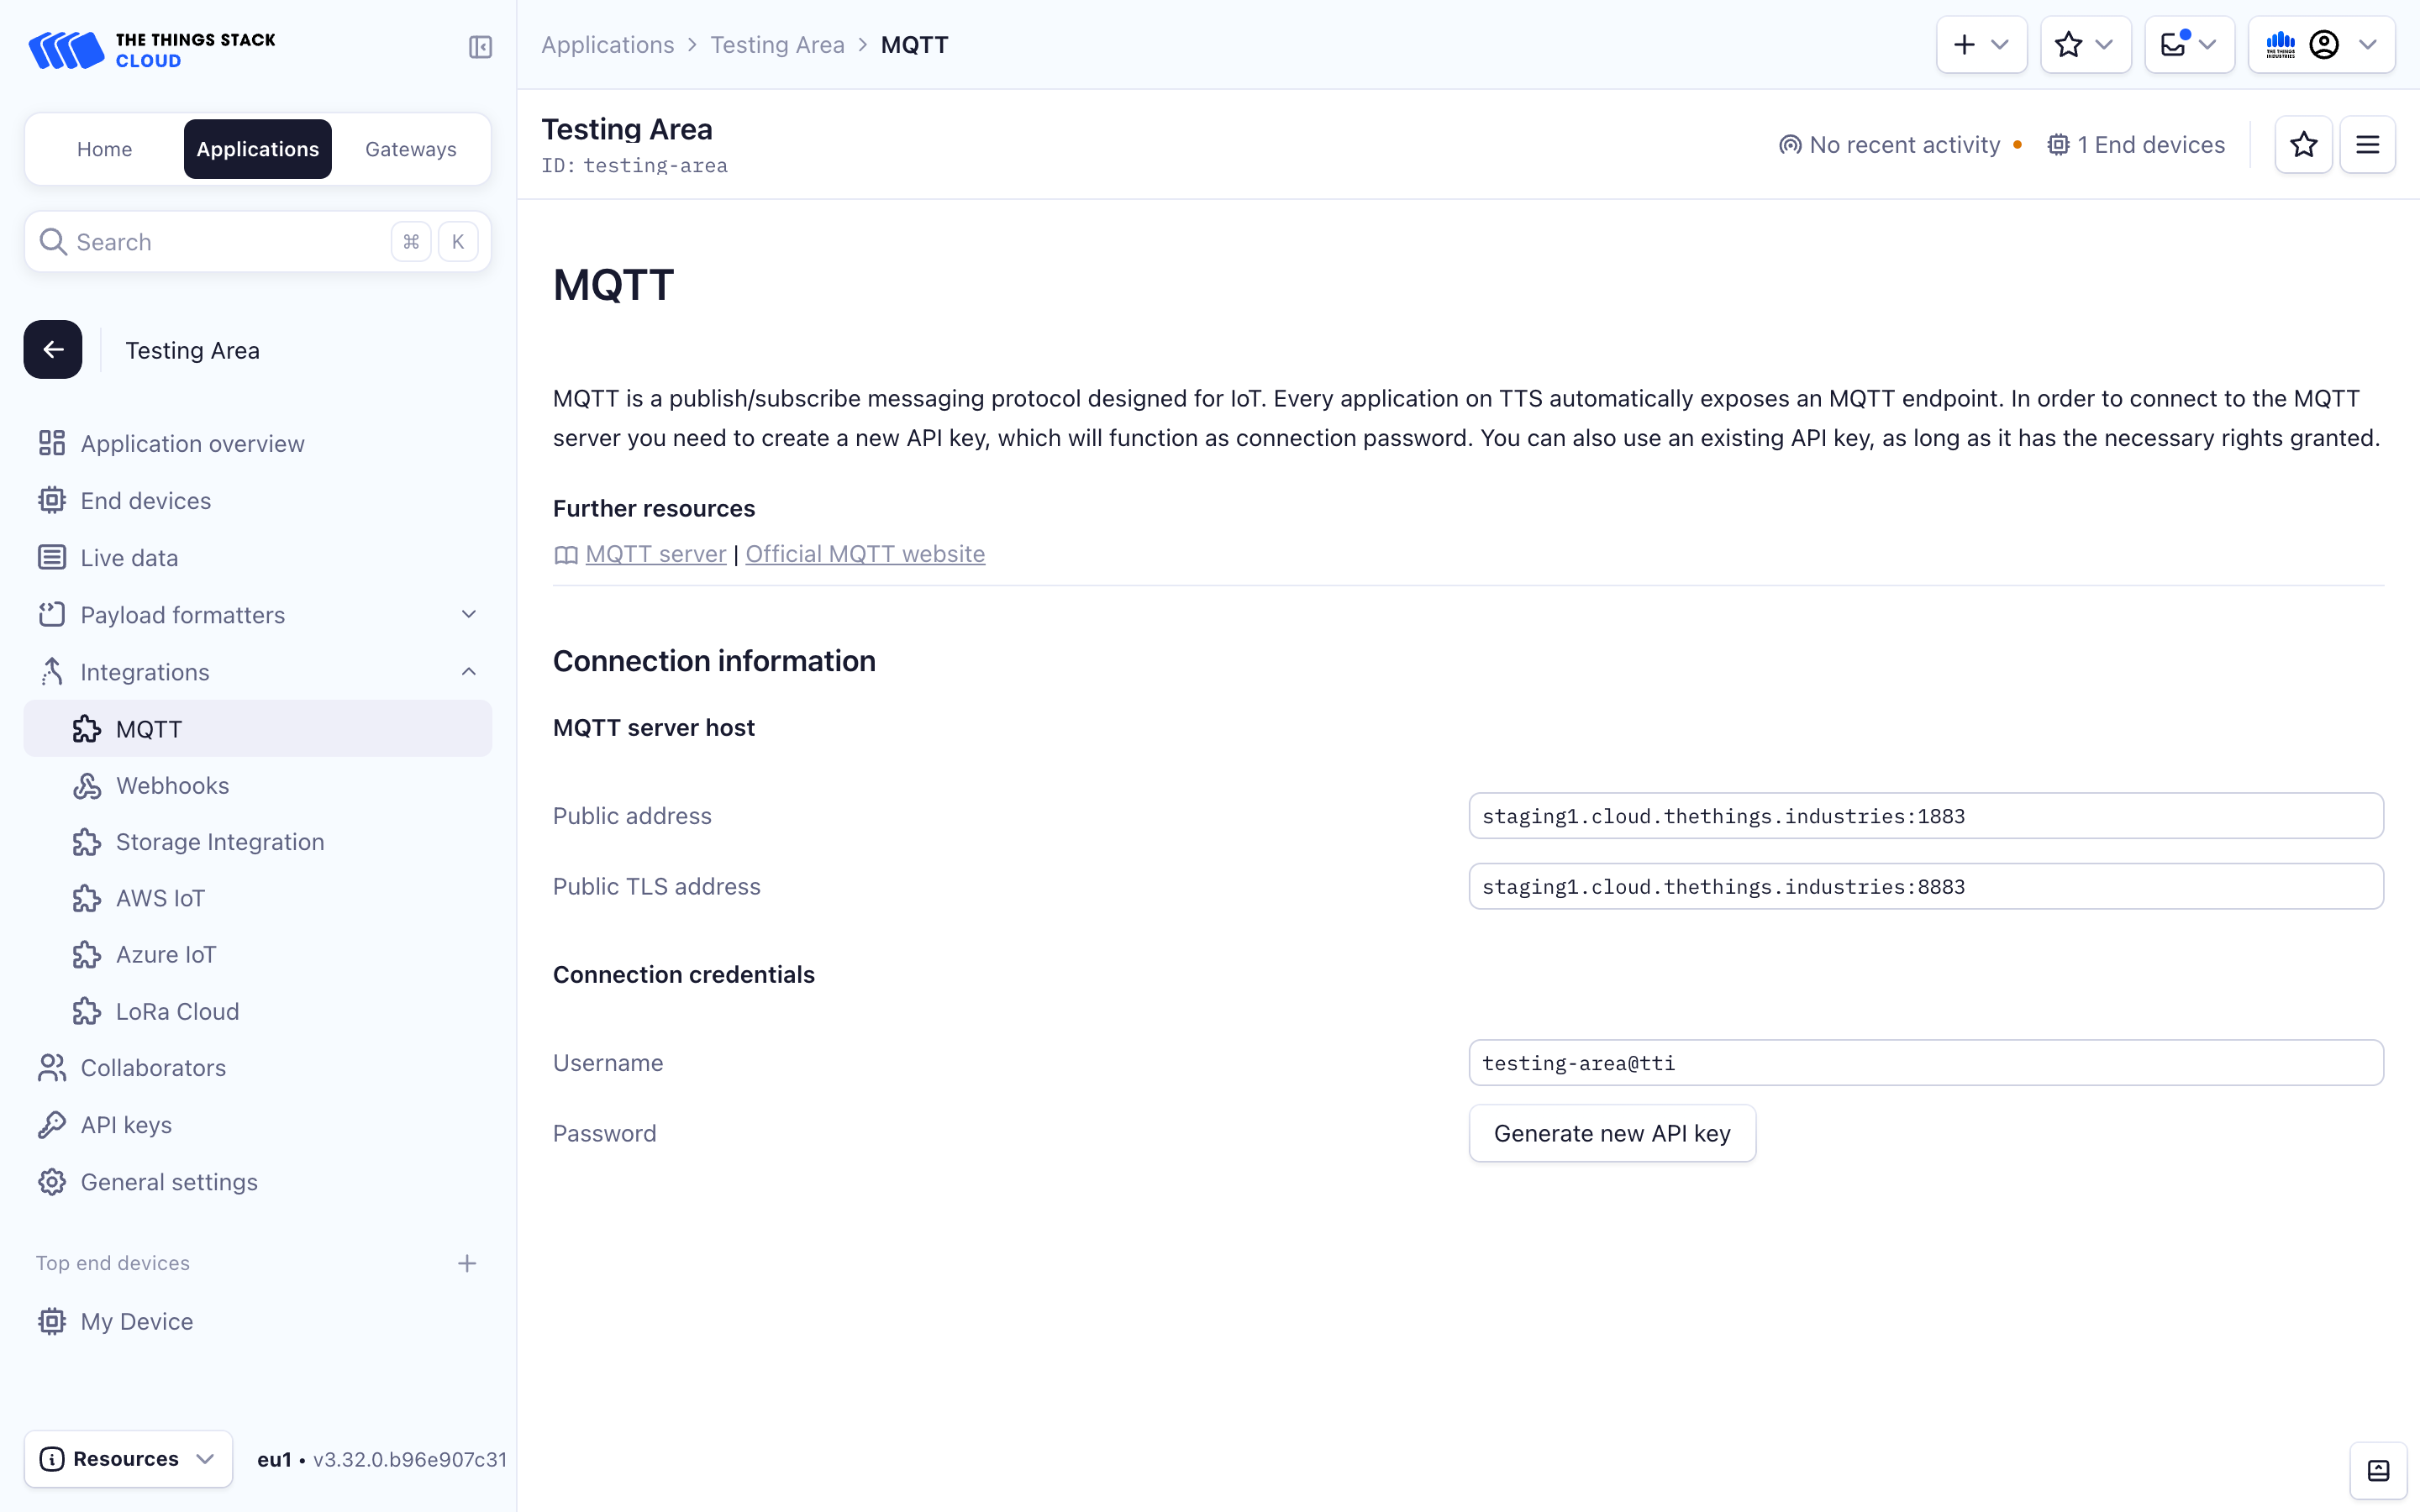 THE THINGS STACK
CLOUD
Home
Applications
Gateways
Search
⌘
K
Testing Area
Application overview
End devices
Live data
Payload formatters
Integrations
MQTT
Webhooks
Storage Integration
AWS IoT
Azure IoT
LoRa Cloud
Collaborators
API keys
General settings
Top end devices
My Device
Resources
eu1 • v3.32.0.b96e907c31
Applications > Testing Area > MQTT
THE THINGS
INDUSTRIES
Testing Area
ID: testing-area
No recent activity
1 End devices
MQTT
MQTT is a publish/subscribe messaging protocol designed for IoT. Every application on TTS automatically exposes an MQTT endpoint. In order to connect to the MQTT
server you need to create a new API key, which will function as connection password. You can also use an existing API key, as long as it has the necessary rights granted.
Further resources
MQTT server | Official MQTT website
Connection information
MQTT server host
Public address
staging1.cloud.thethings.industries:1883
Public TLS address
staging1.cloud.thethings.industries:8883
Connection credentials
Username
testing-area@tti
Password
Generate new API key